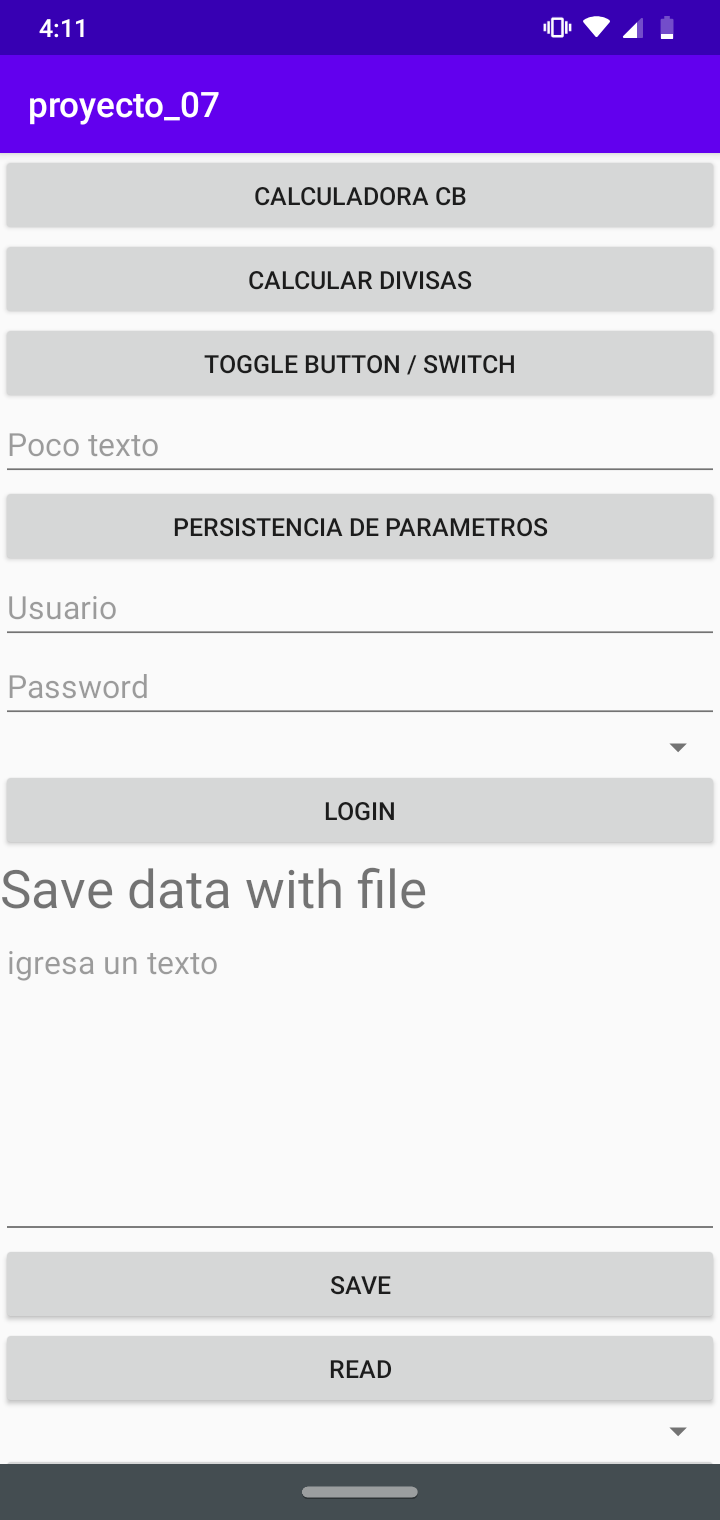 4:11
proyecto_07
CALCULADORA CB
CALCULAR DIVISAS
TOGGLE BUTTON / SWITCH
Poco texto
PERSISTENCIA DE PARAMETROS
Usuario
Password
LOGIN
Save data with file
igresa un texto
SAVE
READ